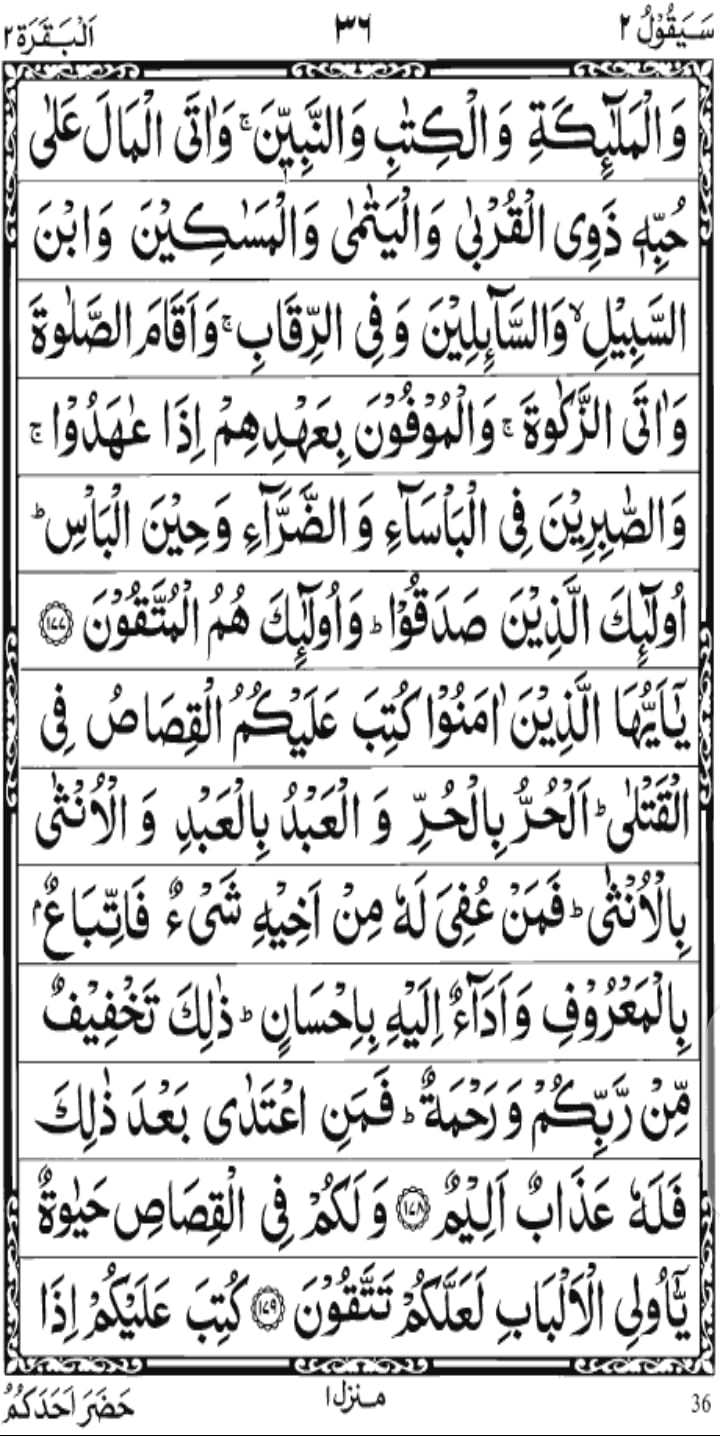 سَيَقُوْلُ ٢ ٣٦ اَلْبَقَرَة ٢
وَالْمَلٰٓئِكَةِ وَالْكِتٰبِ وَالنَّبِيّٖنَ ۚ وَاٰتَى الْمَالَ عَلٰى
حُبِّهٖ ذَوِى الْقُرْبٰى وَالْيَتٰمٰى وَالْمَسٰكِيْنَ وَابْنَ
السَّبِيْلِ ۙ وَالسَّآئِلِيْنَ وَفِى الرِّقَابِ ۚ وَاَقَامَ الصَّلٰوةَ
وَاٰتَى الزَّكٰوةَ ۚ وَالْمُوْفُوْنَ بِعَهْدِهِمْ اِذَا عٰهَدُوْا ۚ
وَالصّٰبِرِيْنَ فِى الْبَاْسَآءِ وَالضَّرَّآءِ وَحِيْنَ الْبَاْسِ ؕ
اُولٰٓئِكَ الَّذِيْنَ صَدَقُوْا ؕ وَاُولٰٓئِكَ هُمُ الْمُتَّقُوْنَ ١٧٧
يٰٓاَيُّهَا الَّذِيْنَ اٰمَنُوْا كُتِبَ عَلَيْكُمُ الْقِصَاصُ فِى
الْقَتْلٰى ؕ اَلْحُرُّ بِالْحُرِّ وَ الْعَبْدُ بِالْعَبْدِ وَ الْاُنْثٰى
بِالْاُنْثٰى ؕ فَمَنْ عُفِىَ لَهٗ مِنْ اَخِيْهِ شَىْءٌ فَاتِّبَاعٌۢ
بِالْمَعْرُوْفِ وَاَدَآءٌ اِلَيْهِ بِاِحْسَانٍ ؕ ذٰلِكَ تَخْفِيْفٌ
مِّنْ رَّبِّكُمْ وَرَحْمَةٌ ؕ فَمَنِ اعْتَدٰى بَعْدَ ذٰلِكَ
فَلَهٗ عَذَابٌ اَلِيْمٌ ١٧٨ وَلَكُمْ فِى الْقِصَاصِ حَيٰوةٌ
يّٰٓاُولِى الْاَلْبَابِ لَعَلَّكُمْ تَتَّقُوْنَ ١٧٩ كُتِبَ عَلَيْكُمْ اِذَا
36 منزل ١ حَضَرَ اَحَدَكُمُ